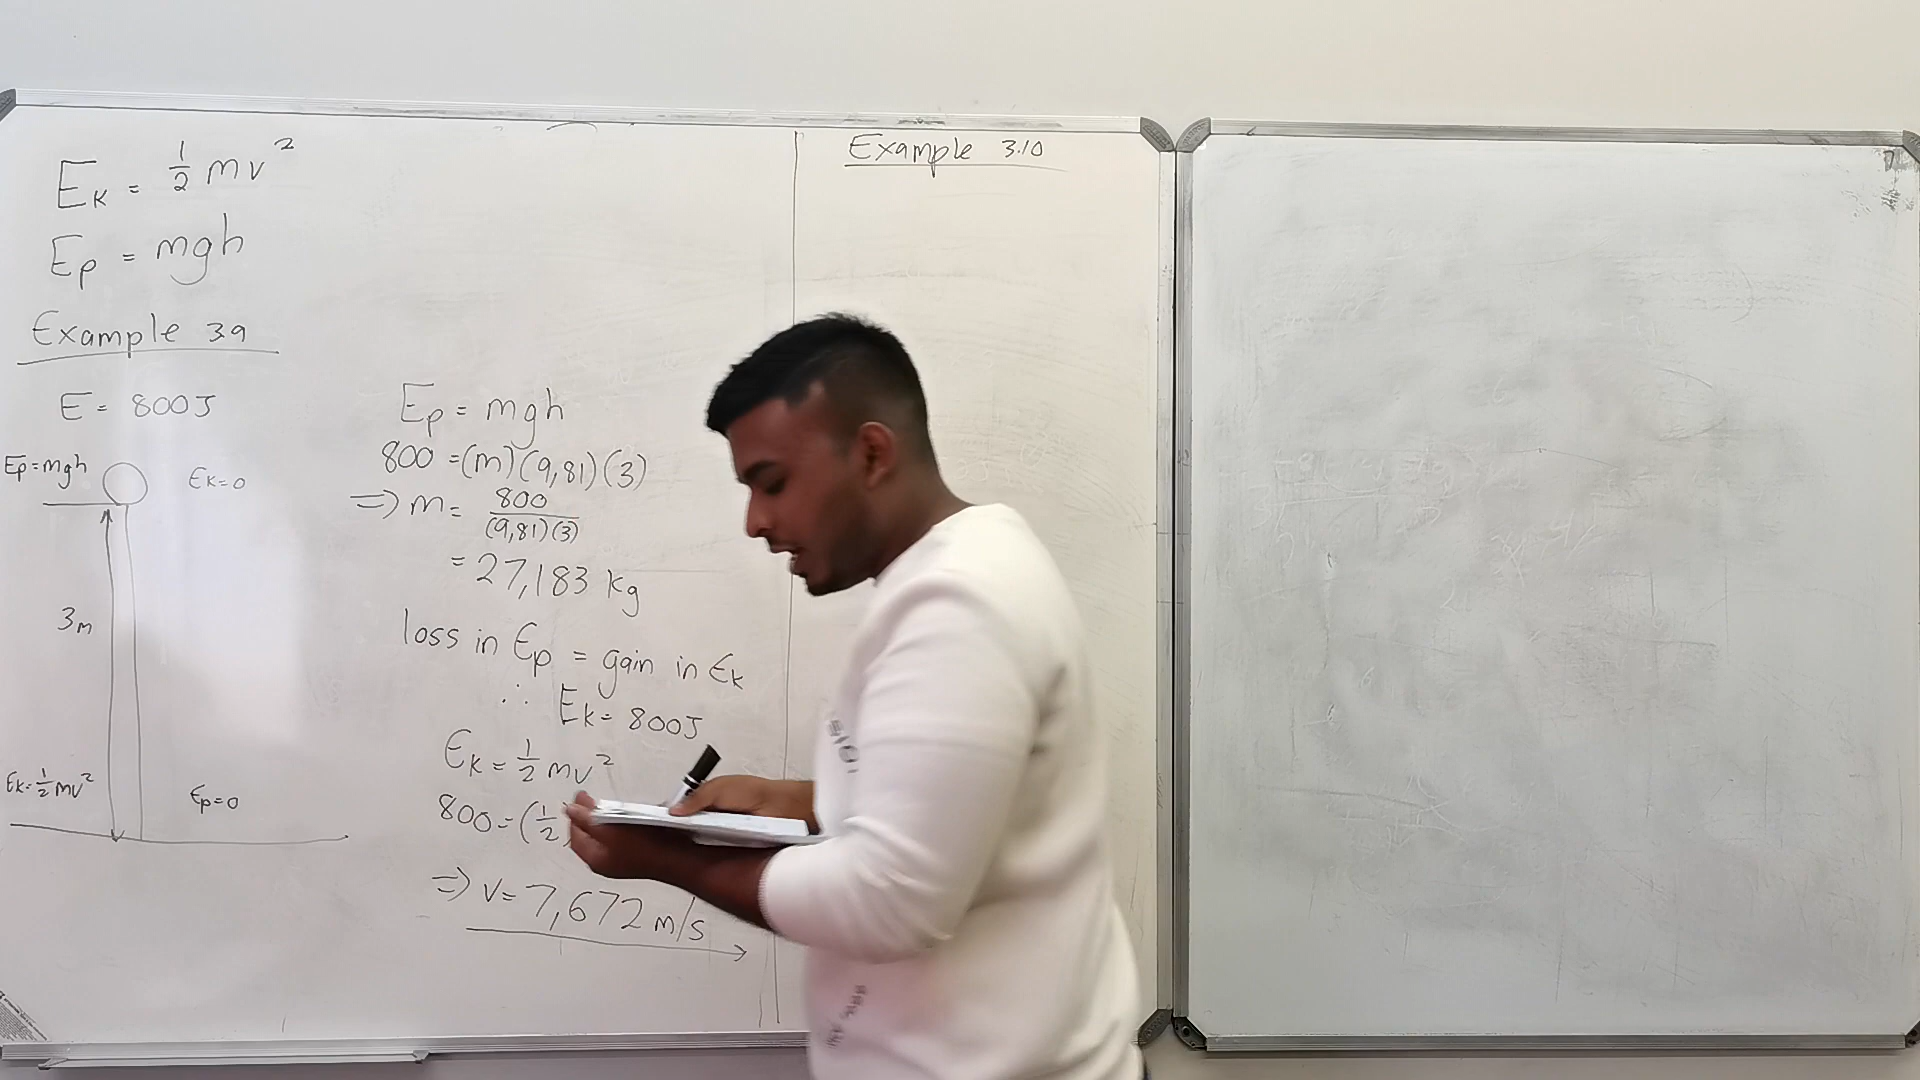 E_k = 1/2 mv²
E_p = mgh
Example 3.9
E = 800J
Ep=mgh
Ek=0
3m
Ek=1/2mv²
Ep=0
Ep = mgh
800 = (m)(9,81)(3)
=> m = 800/(9,81)(3)
= 27,183 kg
loss in Ep = gain in Ek
∴ Ek = 800J
Ek = 1/2 mv²
800 = (1/2
=> v = 7,672 m/s
Example 3.10